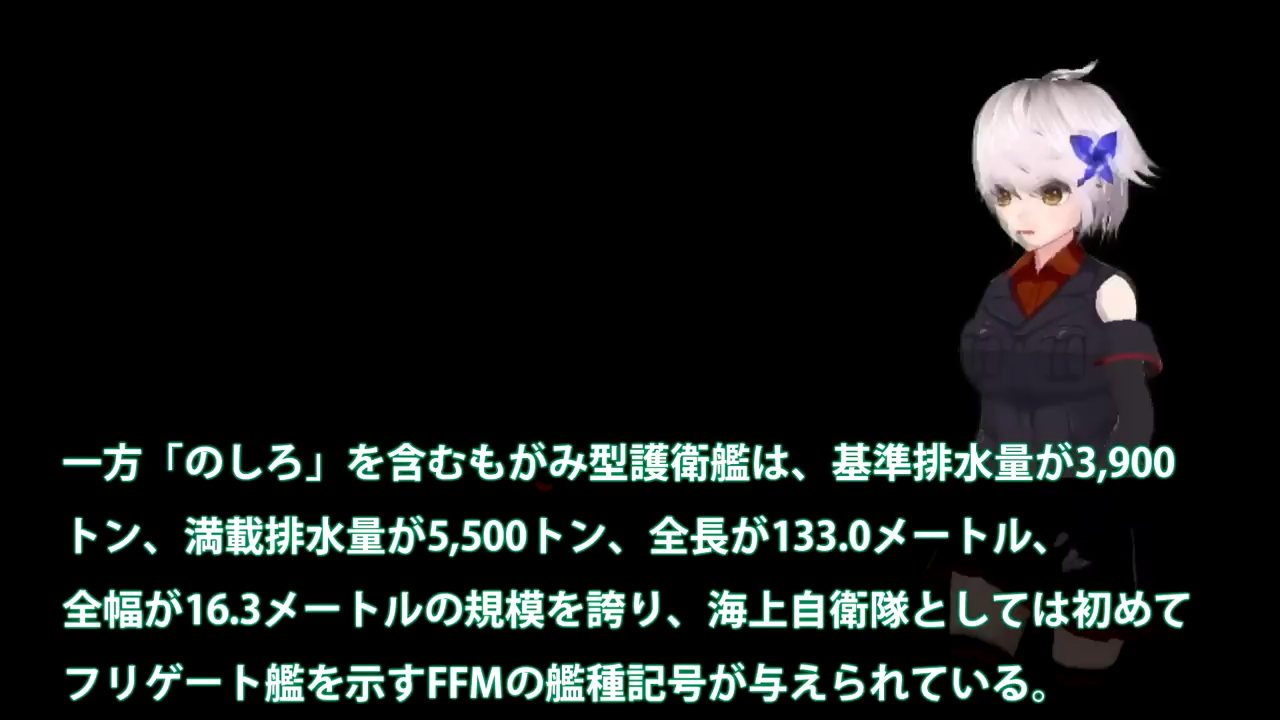 一方「のしろ」を含むもがみ型護衛艦は、基準排水量が3,900
トン、満載排水量が5,500トン、全長が133.0メートル、
全幅が16.3メートルの規模を誇り、海上自衛隊としては初めて
フリゲート艦を示すFFMの艦種記号が与えられている。